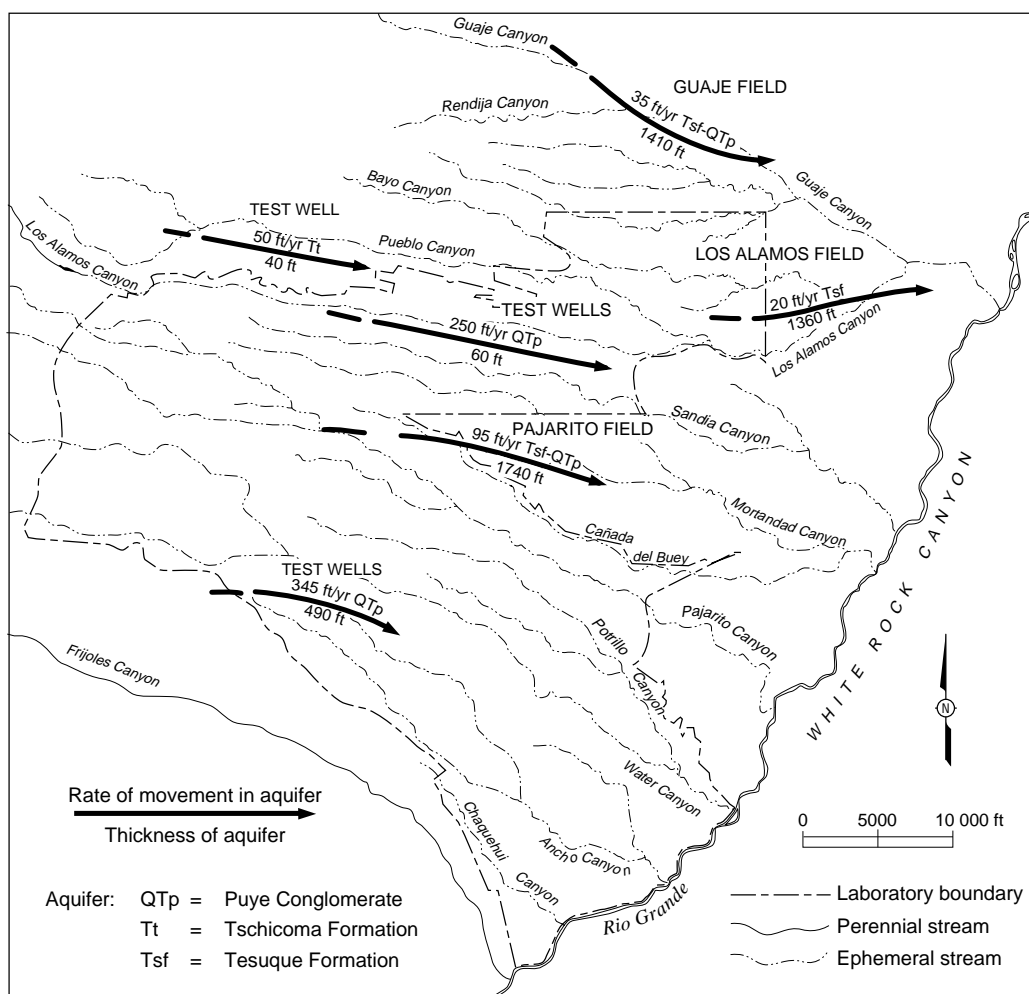 Guaje Canyon
GUAJE FIELD
35 ft/yr Tsf-QTp
1410 ft
Rendija Canyon
Bayo Canyon
Guaje Canyon
TEST WELL
50 ft/yr Tt
40 ft
Los Alamos Canyon
Pueblo Canyon
LOS ALAMOS FIELD
20 ft/yr Tsf
1360 ft
Los Alamos Canyon
TEST WELLS
250 ft/yr QTp
60 ft
Sandia Canyon
PAJARITO FIELD
95 ft/yr Tsf-QTp
1740 ft
Mortandad Canyon
Cañada
del Buey
WHITE ROCK CANYON
TEST WELLS
345 ft/yr QTp
490 ft
Pajarito Canyon
Potrillo
Canyon
Frijoles Canyon
N
Water Canyon
Rate of movement in aquifer
Thickness of aquifer
Chaquehui
Canyon
Ancho Canyon
Rio Grande
0 5000 10 000 ft
Aquifer: QTp = Puye Conglomerate
Tt = Tschicoma Formation
Tsf = Tesuque Formation
Laboratory boundary
Perennial stream
Ephemeral stream